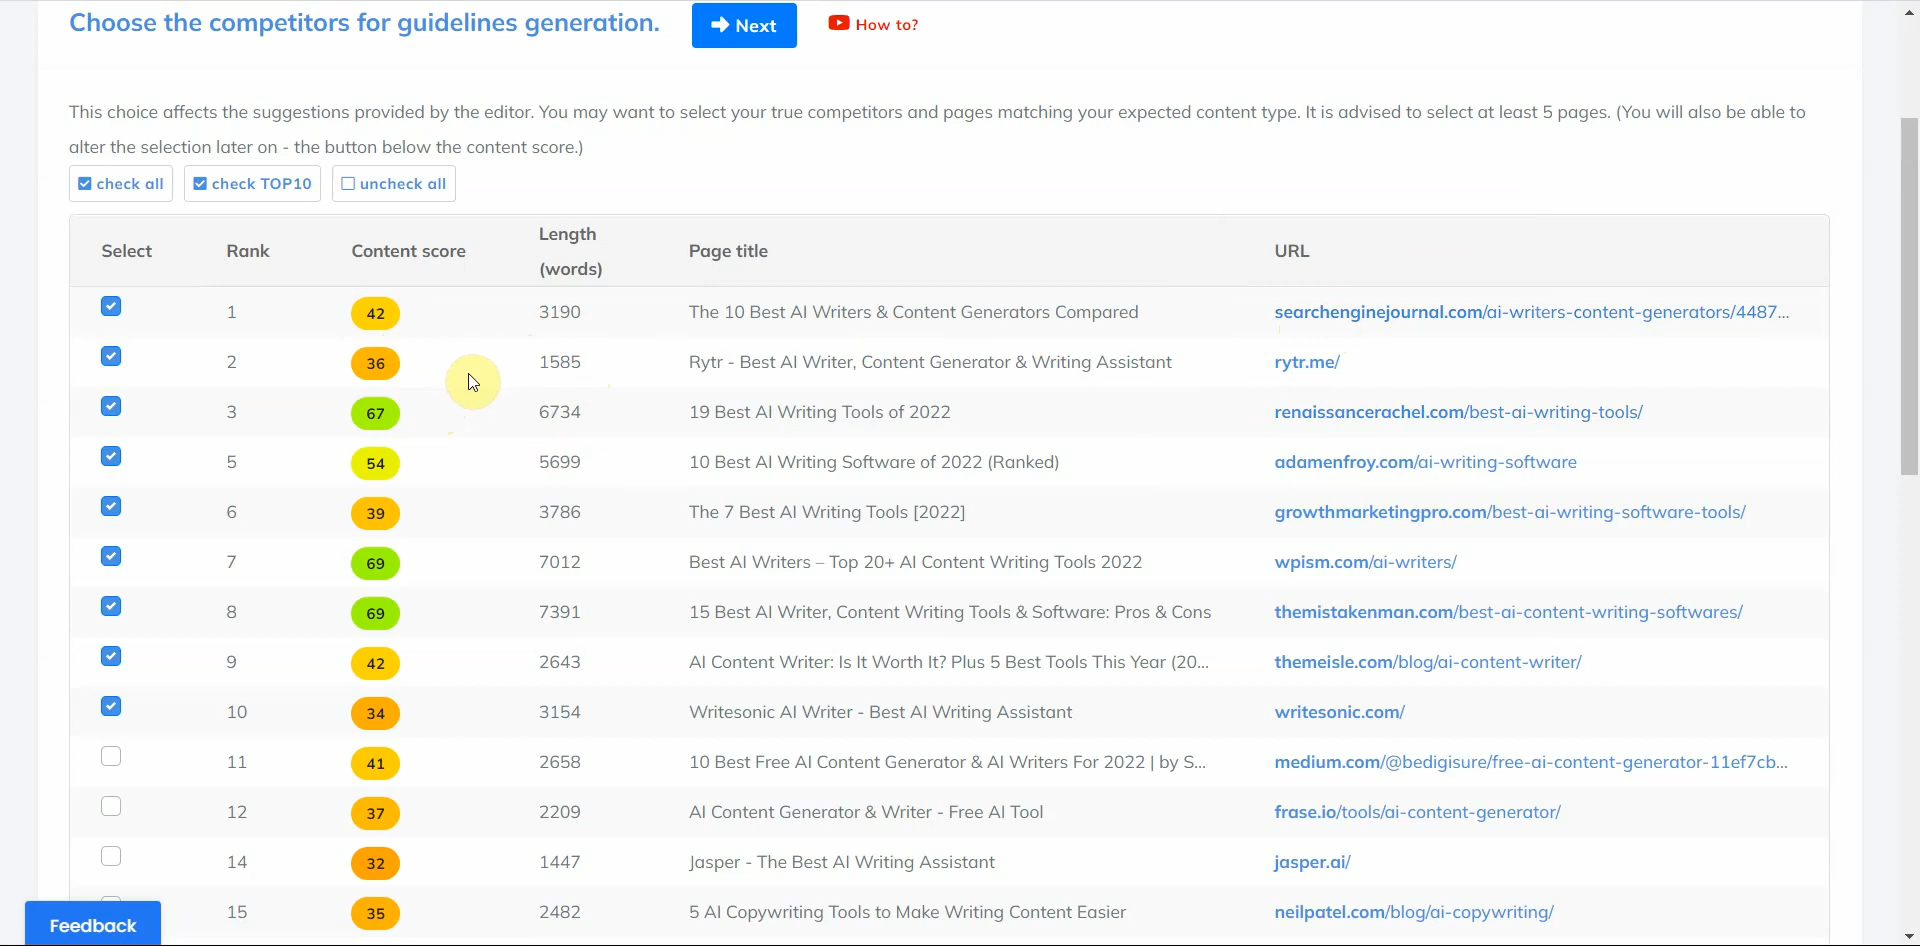 Choose the competitors for guidelines generation.
Next
How to?
This choice affects the suggestions provided by the editor. You may want to select your true competitors and pages matching your expected content type. It is advised to select at least 5 pages. (You will also be able to
alter the selection later on - the button below the content score.)
check all
check TOP10
uncheck all
Select Rank Content score Length (words) Page title URL
1 42 3190 The 10 Best AI Writers & Content Generators Compared searchenginejournal.com/ai-writers-content-generators/4487...
2 36 1585 Rytr - Best AI Writer, Content Generator & Writing Assistant rytr.me/
3 67 6734 19 Best AI Writing Tools of 2022 renaissancerachel.com/best-ai-writing-tools/
5 54 5699 10 Best AI Writing Software of 2022 (Ranked) adamenfroy.com/ai-writing-software
6 39 3786 The 7 Best AI Writing Tools [2022] growthmarketingpro.com/best-ai-writing-software-tools/
7 69 7012 Best AI Writers – Top 20+ AI Content Writing Tools 2022 wpism.com/ai-writers/
8 69 7391 15 Best AI Writer, Content Writing Tools & Software: Pros & Cons themistakenman.com/best-ai-content-writing-softwares/
9 42 2643 AI Content Writer: Is It Worth It? Plus 5 Best Tools This Year (20... themeisle.com/blog/ai-content-writer/
10 34 3154 Writesonic AI Writer - Best AI Writing Assistant writesonic.com/
11 41 2658 10 Best Free AI Content Generator & AI Writers For 2022 | by S... medium.com/@bedigisure/free-ai-content-generator-11ef7cb...
12 37 2209 AI Content Generator & Writer - Free AI Tool frase.io/tools/ai-content-generator/
14 32 1447 Jasper - The Best AI Writing Assistant jasper.ai/
15 35 2482 5 AI Copywriting Tools to Make Writing Content Easier neilpatel.com/blog/ai-copywriting/
Feedback